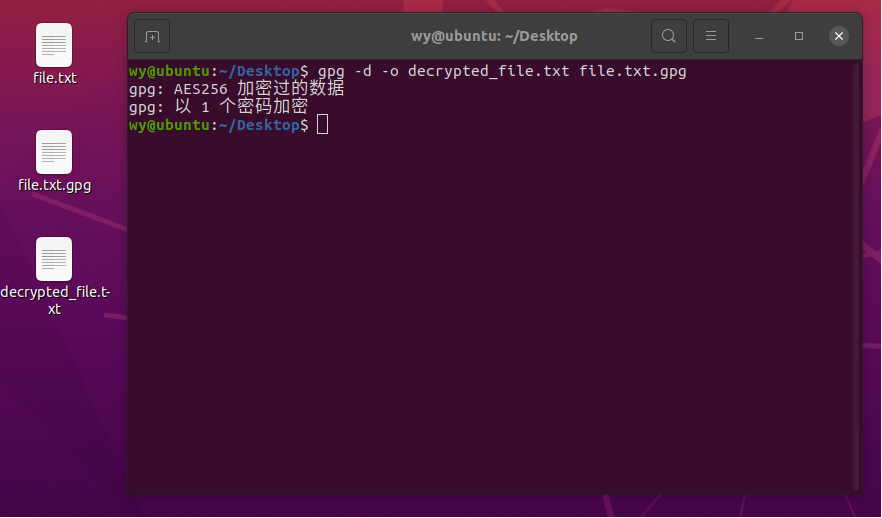 file.txt
file.txt.gpg
decrypted_file.t-
xt
wy@ubuntu: ~/Desktop
wy@ubuntu:~/Desktop$ gpg -d -o decrypted_file.txt file.txt.gpg
gpg: AES256 加密过的数据
gpg: 以 1 个密码加密
wy@ubuntu:~/Desktop$